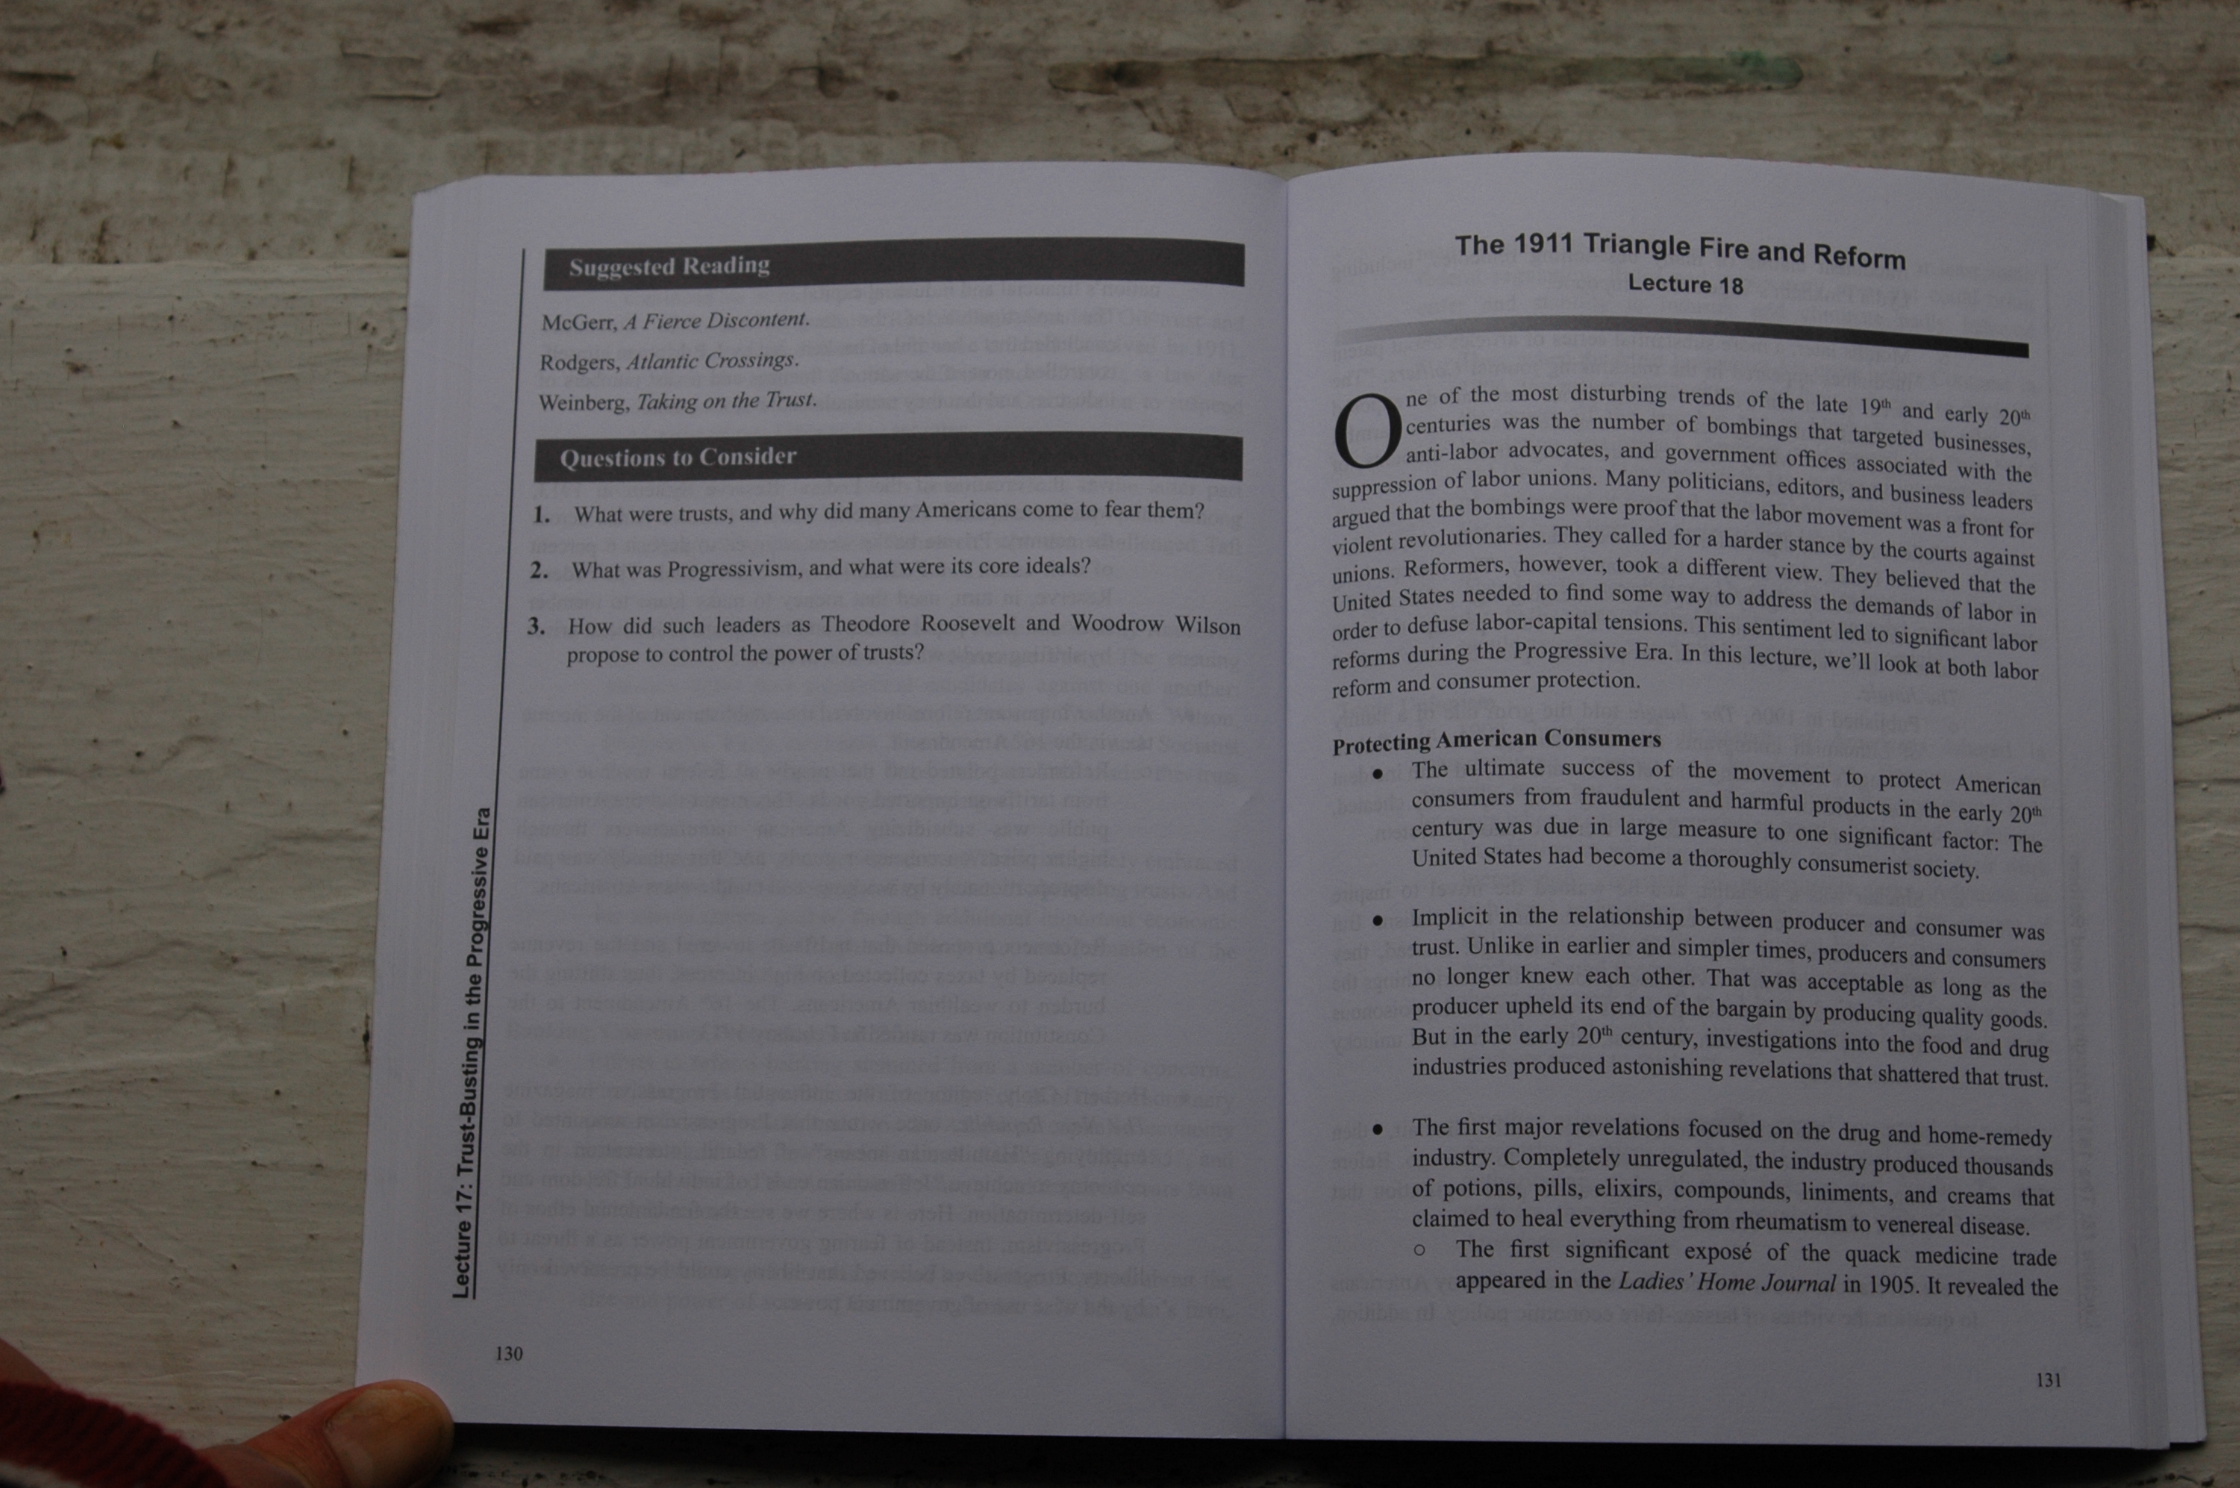 Suggested Reading
McGerr, A Fierce Discontent.
Rodgers, Atlantic Crossings.
Weinberg, Taking on the Trust.
Questions to Consider
1. What were trusts, and why did many Americans come to fear them?
2. What was Progressivism, and what were its core ideals?
3. How did such leaders as Theodore Roosevelt and Woodrow Wilson
propose to control the power of trusts?
Lecture 17: Trust-Busting in the Progressive Era
130
The 1911 Triangle Fire and Reform
Lecture 18
One of the most disturbing trends of the late 19th and early 20th
centuries was the number of bombings that targeted businesses,
anti-labor advocates, and government offices associated with the
suppression of labor unions. Many politicians, editors, and business leaders
argued that the bombings were proof that the labor movement was a front for
violent revolutionaries. They called for a harder stance by the courts against
unions. Reformers, however, took a different view. They believed that the
United States needed to find some way to address the demands of labor in
order to defuse labor-capital tensions. This sentiment led to significant labor
reforms during the Progressive Era. In this lecture, we'll look at both labor
reform and consumer protection.
Protecting American Consumers
● The ultimate success of the movement to protect American
consumers from fraudulent and harmful products in the early 20th
century was due in large measure to one significant factor: The
United States had become a thoroughly consumerist society.
● Implicit in the relationship between producer and consumer was
trust. Unlike in earlier and simpler times, producers and consumers
no longer knew each other. That was acceptable as long as the
producer upheld its end of the bargain by producing quality goods.
But in the early 20th century, investigations into the food and drug
industries produced astonishing revelations that shattered that trust.
● The first major revelations focused on the drug and home-remedy
industry. Completely unregulated, the industry produced thousands
of potions, pills, elixirs, compounds, liniments, and creams that
claimed to heal everything from rheumatism to venereal disease.
○ The first significant exposé of the quack medicine trade
appeared in the Ladies' Home Journal in 1905. It revealed the
131